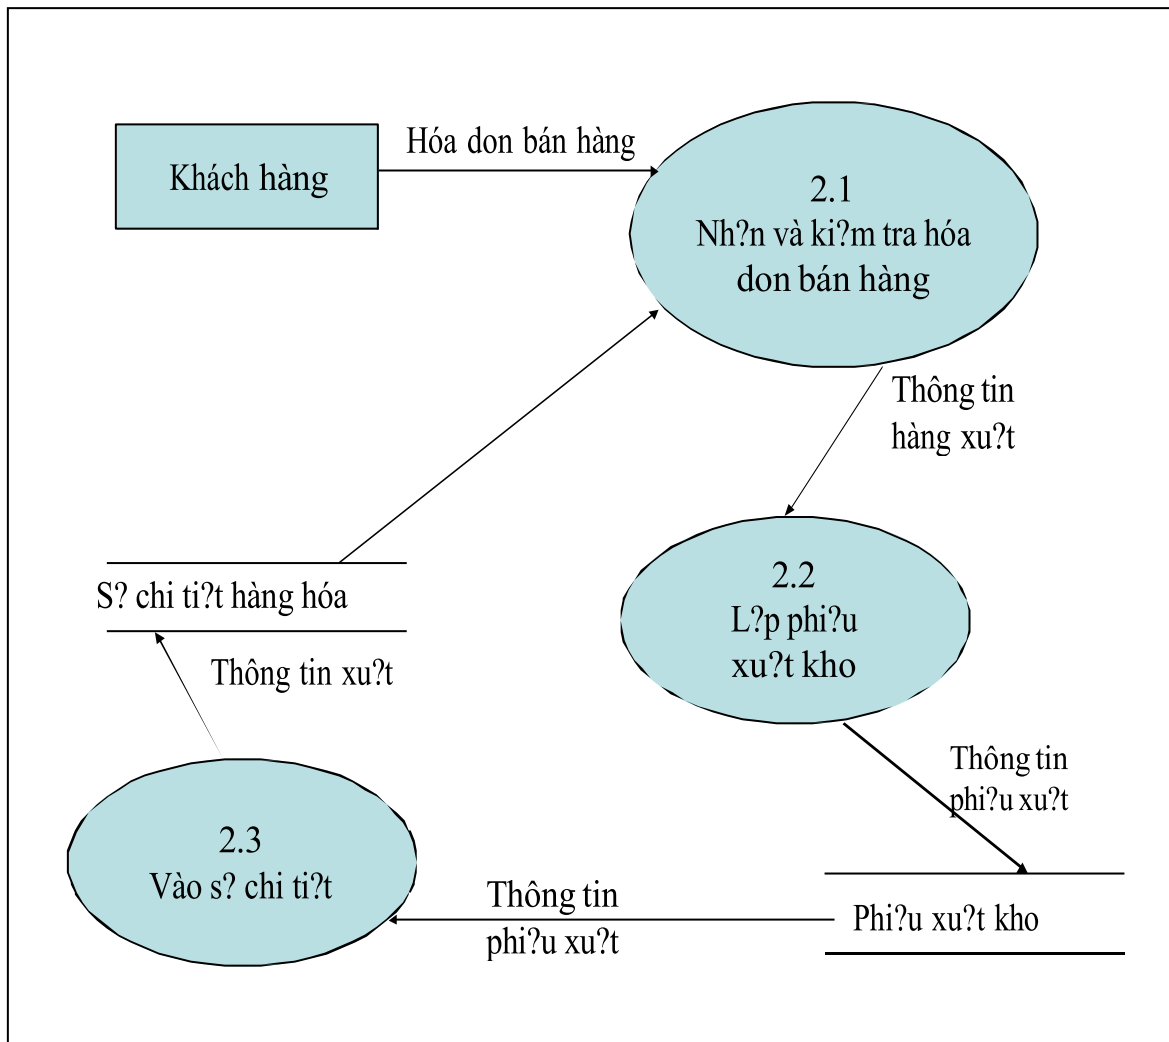 Hóa don bán hàng
Khách hàng
2.1
Nh?n và ki?m tra hóa
don bán hàng
Thông tin
hàng xu?t
2.2
L?p phi?u
xu?t kho
S? chi ti?t hàng hóa
Thông tin xu?t
Thông tin
phi?u xu?t
2.3
Vào s? chi ti?t
Thông tin
phi?u xu?t
Phi?u xu?t kho